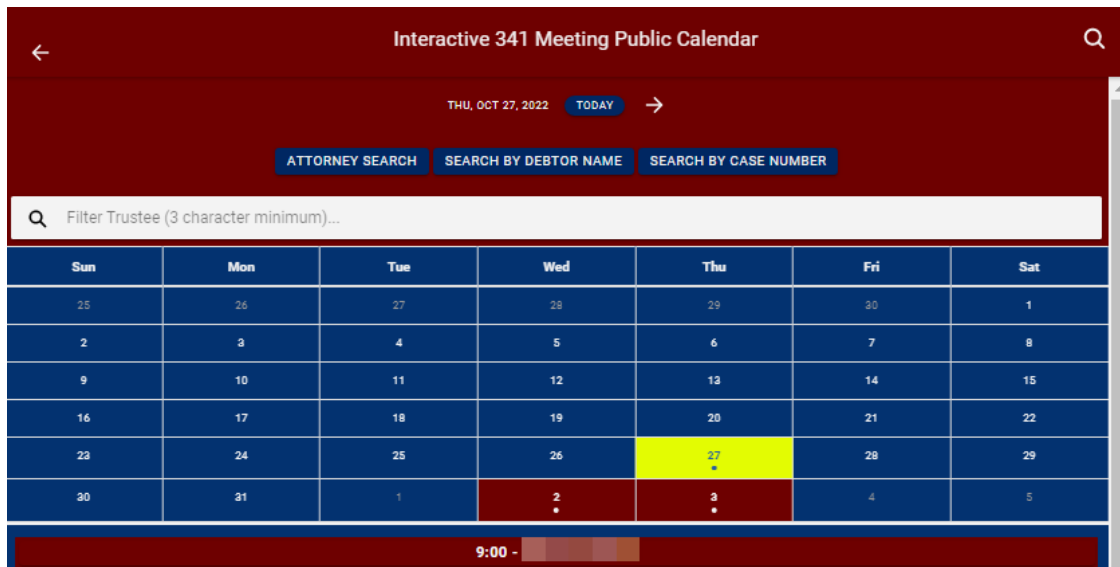 Interactive 341 Meeting Public Calendar
THU, OCT 27, 2022 TODAY
ATTORNEY SEARCH SEARCH BY DEBTOR NAME SEARCH BY CASE NUMBER
Filter Trustee (3 character minimum)...
Sun Mon Tue Wed Thu Fri Sat
25 26 27 28 29 30 1
2 3 4 5 6 7 8
9 10 11 12 13 14 15
16 17 18 19 20 21 22
23 24 25 26 27 28 29
30 31 1 2 3 4 5
9:00 -